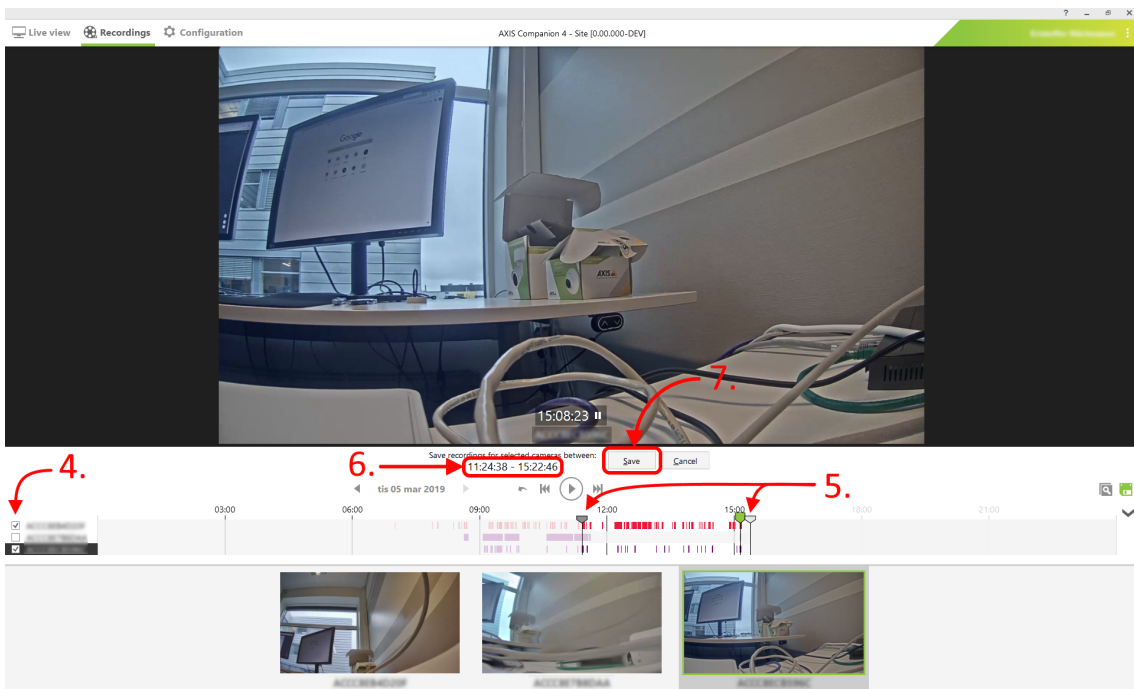 ?
Live view Recordings Configuration
AXIS Companion 4 - Site [0.00.000-DEV]
Google
AXIS
7.
15:08:23
Save recordings for selected cameras between:
6.
11:24:38 - 15:22:46
Save
Cancel
4.
5.
tis 05 mar 2019
03:00 06:00 09:00 12:00 15:00 18:00 21:00